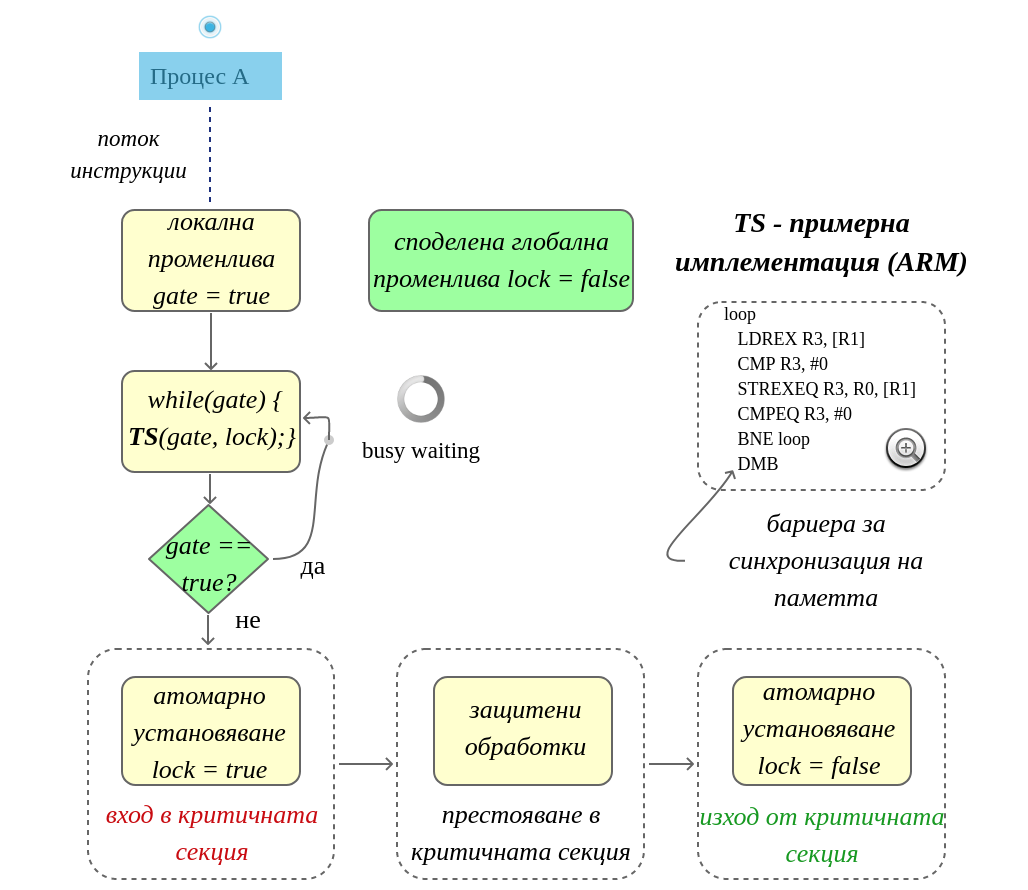 Процес А
поток
инструкции
локална
променлива
gate = true
споделена глобална
променлива lock = false
TS - примерна
имплементация (ARM)
loop
LDREX R3, [R1]
CMP R3, #0
STREXEQ R3, R0, [R1]
CMPEQ R3, #0
BNE loop
DMB
while(gate) {
TS(gate, lock);}
busy waiting
бариера за
синхронизация на
паметта
gate ==
true?
да
не
атомарно
установяване
lock = true
вход в критичната
секция
защитени
обработки
престояване в
критичната секция
атомарно
установяване
lock = false
изход от критичната
секция